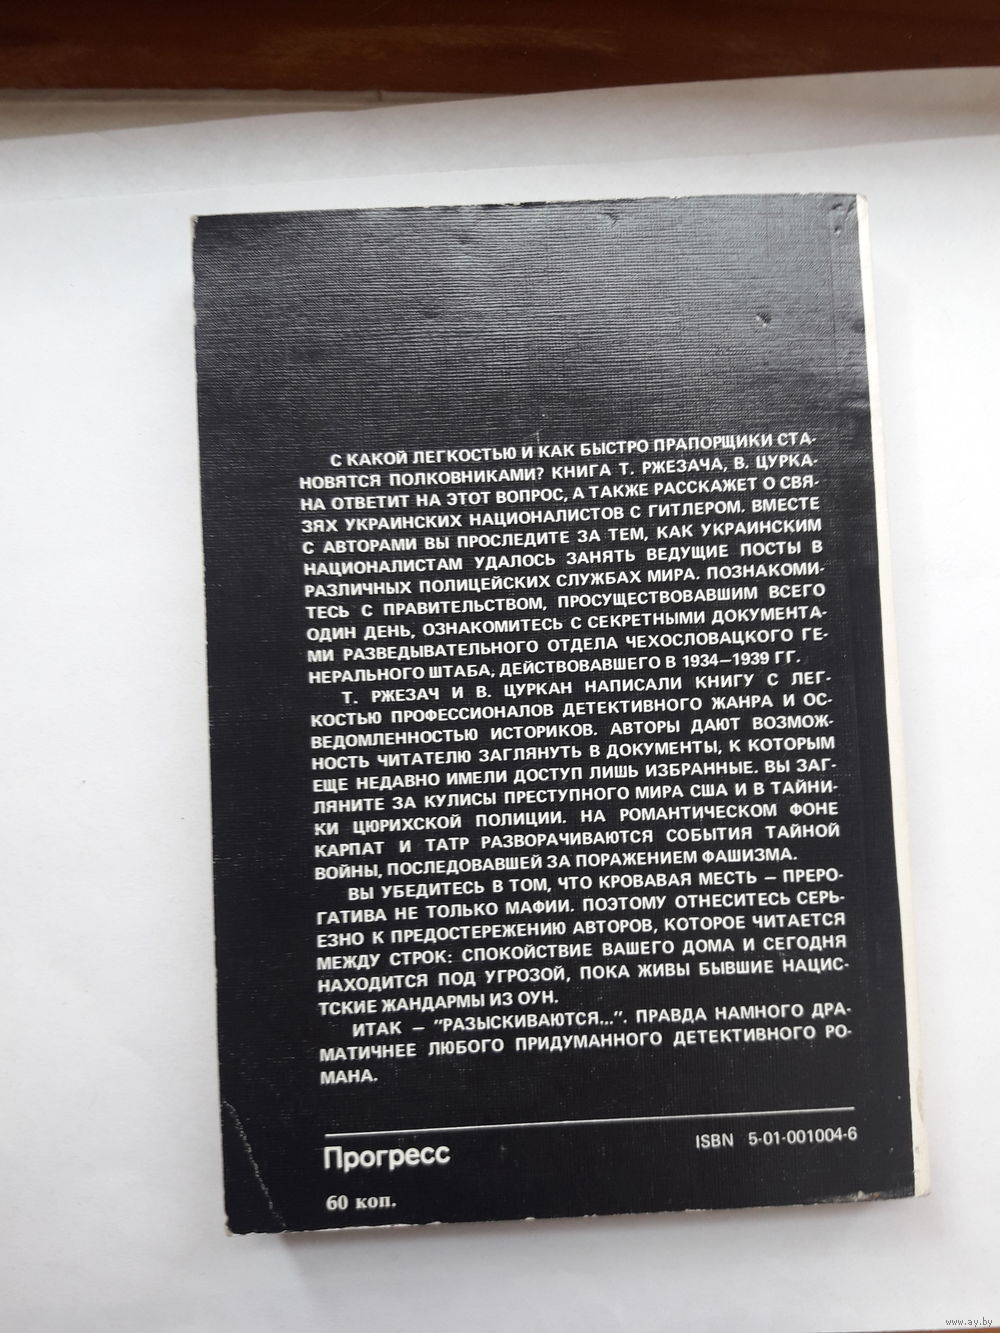 С КАКОЙ ЛЕГКОСТЬЮ И КАК БЫСТРО ПРАПОРЩИКИ СТА-
НОВЯТСЯ ПОЛКОВНИКАМИ? КНИГА Т. РЖЕЗАЧА, В. ЦУРКА-
НА ОТВЕТИТ НА ЭТОТ ВОПРОС, А ТАКЖЕ РАССКАЖЕТ О СВЯ-
ЗЯХ УКРАИНСКИХ НАЦИОНАЛИСТОВ С ГИТЛЕРОМ. ВМЕСТЕ
С АВТОРАМИ ВЫ ПРОСЛЕДИТЕ ЗА ТЕМ, КАК УКРАИНСКИМ
НАЦИОНАЛИСТАМ УДАЛОСЬ ЗАНЯТЬ ВЕДУЩИЕ ПОСТЫ В
РАЗЛИЧНЫХ ПОЛИЦЕЙСКИХ СЛУЖБАХ МИРА. ПОЗНАКОМИ-
ТЕСЬ С ПРАВИТЕЛЬСТВОМ, ПРОСУЩЕСТВОВАВШИМ ВСЕГО
ОДИН ДЕНЬ, ОЗНАКОМИТЕСЬ С СЕКРЕТНЫМИ ДОКУМЕНТА-
МИ РАЗВЕДЫВАТЕЛЬНОГО ОТДЕЛА ЧЕХОСЛОВАЦКОГО ГЕ-
НЕРАЛЬНОГО ШТАБА, ДЕЙСТВОВАВШЕГО В 1934–1939 ГГ.
Т. РЖЕЗАЧ И В. ЦУРКАН НАПИСАЛИ КНИГУ С ЛЕГ-
КОСТЬЮ ПРОФЕССИОНАЛОВ ДЕТЕКТИВНОГО ЖАНРА И ОС-
ВЕДОМЛЕННОСТЬЮ ИСТОРИКОВ. АВТОРЫ ДАЮТ ВОЗМОЖ-
НОСТЬ ЧИТАТЕЛЮ ЗАГЛЯНУТЬ В ДОКУМЕНТЫ, К КОТОРЫМ
ЕЩЕ НЕДАВНО ИМЕЛИ ДОСТУП ЛИШЬ ИЗБРАННЫЕ. ВЫ ЗАГ-
ЛЯНИТЕ ЗА КУЛИСЫ ПРЕСТУПНОГО МИРА США И В ТАЙНИ-
КИ ЦЮРИХСКОЙ ПОЛИЦИИ. НА РОМАНТИЧЕСКОМ ФОНЕ
КАРПАТ И ТАТР РАЗВОРАЧИВАЮТСЯ СОБЫТИЯ ТАЙНОЙ
ВОЙНЫ, ПОСЛЕДОВАВШЕЙ ЗА ПОРАЖЕНИЕМ ФАШИЗМА.
ВЫ УБЕДИТЕСЬ В ТОМ, ЧТО КРОВАВАЯ МЕСТЬ – ПРЕРО-
ГАТИВА НЕ ТОЛЬКО МАФИИ. ПОЭТОМУ ОТНЕСИТЕСЬ СЕРЬ-
ЕЗНО К ПРЕДОСТЕРЕЖЕНИЮ АВТОРОВ, КОТОРОЕ ЧИТАЕТСЯ
МЕЖДУ СТРОК: СПОКОЙСТВИЕ ВАШЕГО ДОМА И СЕГОДНЯ
НАХОДИТСЯ ПОД УГРОЗОЙ, ПОКА ЖИВЫ БЫВШИЕ НАЦИС-
ТСКИЕ ЖАНДАРМЫ ИЗ ОУН.
ИТАК – "РАЗЫСКИВАЮТСЯ...". ПРАВДА НАМНОГО ДРА-
МАТИЧНЕЕ ЛЮБОГО ПРИДУМАННОГО ДЕТЕКТИВНОГО РО-
МАНА.
Прогресс
ISBN 5-01-001004-6
60 коп.
www.ay.by